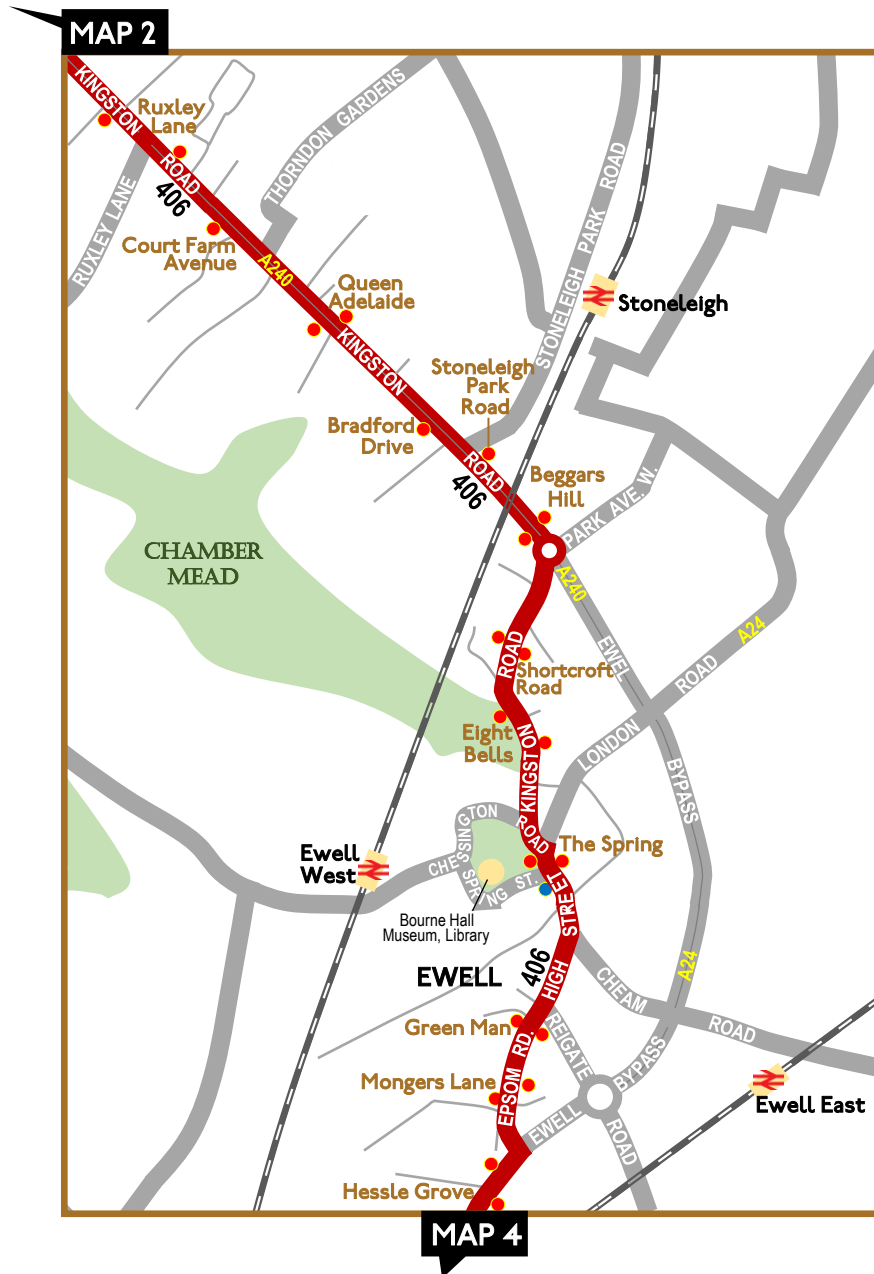 MAP 2
KINGSTON
ROAD
Ruxley
Lane
THORNDON GARDENS
RUXLEY LANE
406
Court Farm
Avenue
A240
Queen
Adelaide
KINGSTON
STONELEIGH PARK ROAD
Stoneleigh
Stoneleigh
Park
Road
Bradford
Drive
ROAD
406
Beggars
Hill
PARK AVE. W.
CHAMBER
MEAD
A240
EWEL
BYPASS
LONDON ROAD
A24
ROAD
Shortcroft
Road
Eight
Bells
KINGSTON
ROAD
CHESSINGTON
SPRING ST.
The Spring
Ewell
West
Bourne Hall
Museum, Library
EWELL
406
HIGH
STREET
A24
CHEAM ROAD
Green Man
REIGATE
ROAD
Mongers Lane
EPSOM RD.
EWELL BYPASS
Ewell East
Hessle Grove
MAP 4